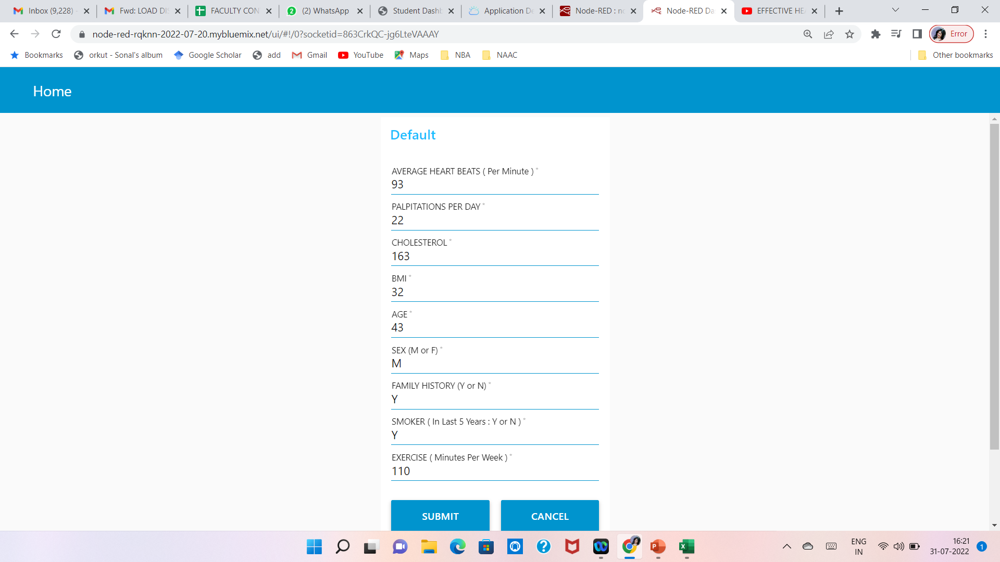 Inbox (9,228)
Fwd: LOAD DIS
FACULTY CON
(2) WhatsApp
Student Dashb
Application De
Node-RED : no
Node-RED Da
EFFECTIVE HEA
node-red-rqknn-2022-07-20.mybluemix.net/ui/#!/0?socketid=863CrkQC-jg6LteVAAAY
Error
Bookmarks
orkut - Sonal's album
Google Scholar
add
Gmail
YouTube
Maps
NBA
NAAC
Other bookmarks
Home
Default
AVERAGE HEART BEATS ( Per Minute ) *
93
PALPITATIONS PER DAY *
22
CHOLESTEROL *
163
BMI *
32
AGE *
43
SEX (M or F) *
M
FAMILY HISTORY (Y or N) *
Y
SMOKER ( In Last 5 Years : Y or N ) *
Y
EXERCISE ( Minutes Per Week ) *
110
SUBMIT
CANCEL
ENG
IN
16:21
31-07-2022
1